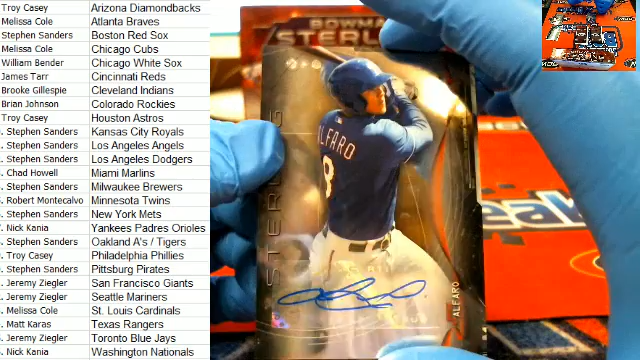 Troy Casey Arizona Diamondbacks
Melissa Cole Atlanta Braves
Stephen Sanders Boston Red Sox
Melissa Cole Chicago Cubs
William Bender Chicago White Sox
James Tarr Cincinnati Reds
Brooke Gillespie Cleveland Indians
Brian Johnson Colorado Rockies
Troy Casey Houston Astros
Stephen Sanders Kansas City Royals
Stephen Sanders Los Angeles Angels
Stephen Sanders Los Angeles Dodgers
Chad Howell Miami Marlins
Stephen Sanders Milwaukee Brewers
Robert Montecalvo Minnesota Twins
Stephen Sanders New York Mets
Nick Kania Yankees Padres Orioles
Stephen Sanders Oakland A's / Tigers
Troy Casey Philadelphia Phillies
Stephen Sanders Pittsburg Pirates
Jeremy Ziegler San Francisco Giants
Jeremy Ziegler Seattle Mariners
Melissa Cole St. Louis Cardinals
Matt Karas Texas Rangers
Jeremy Ziegler Toronto Blue Jays
Nick Kania Washington Nationals
BOWMAN
STERL
ALFARO
8
STER
ALFARO